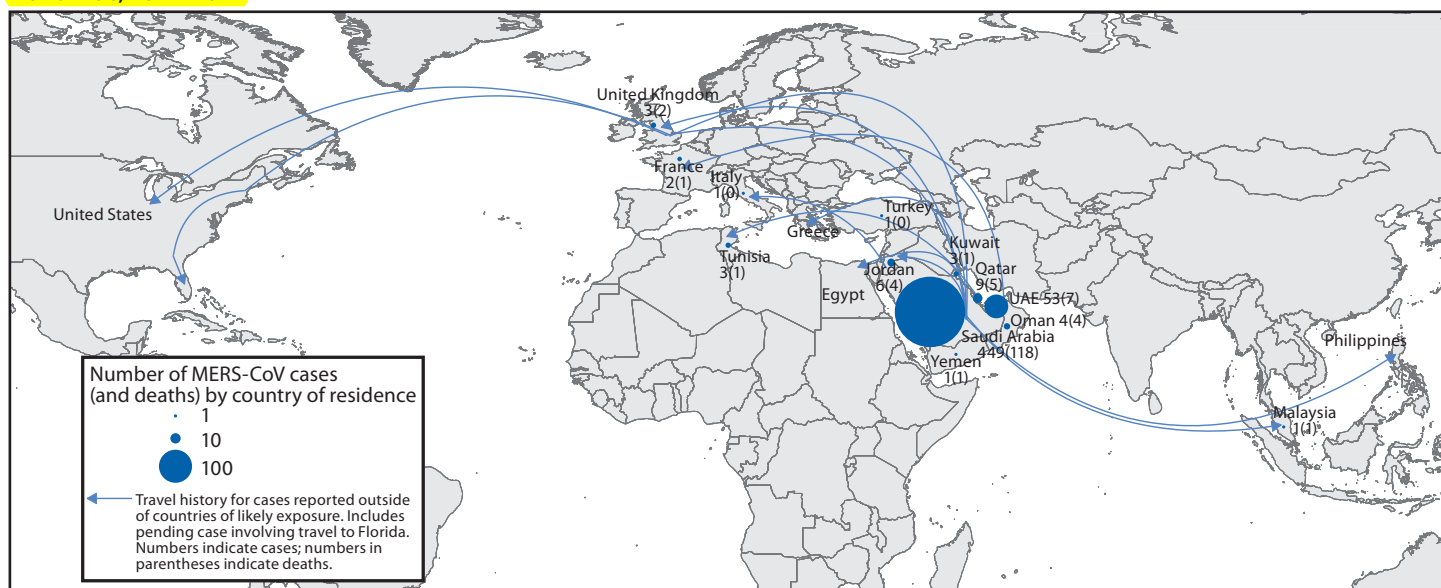 United Kingdom
3(2)
France
2(1)
Italy
1(0)
United States
Turkey
1(0)
Greece
Kuwait
3(1)
Tunisia
3(1)
Jordan
6(4)
Qatar
9(5)
Egypt
UAE 53(7)
Oman 4(4)
Saudi Arabia
449(118)
Philippines
Yemen
1(1)
Malaysia
1(1)
Number of MERS-CoV cases
(and deaths) by country of residence
1
10
100
Travel history for cases reported outside
of countries of likely exposure. Includes
pending case involving travel to Florida.
Numbers indicate cases; numbers in
parentheses indicate deaths.